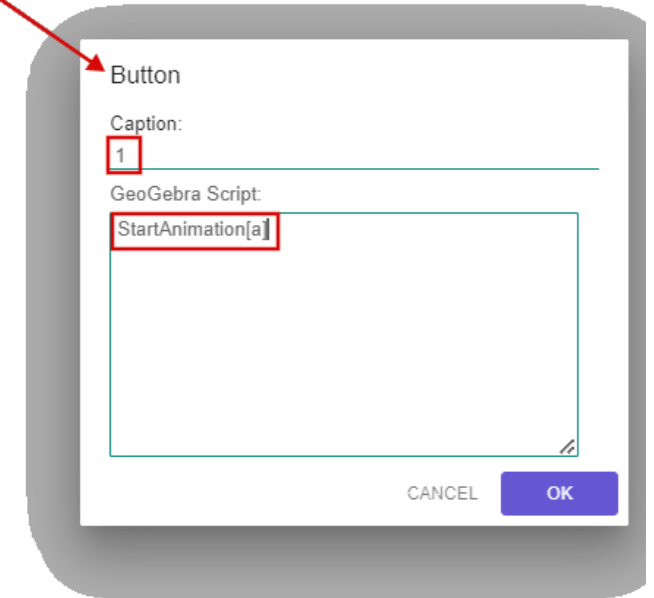 Button
Caption:
1
GeoGebra Script:
StartAnimation[a]
CANCEL
OK